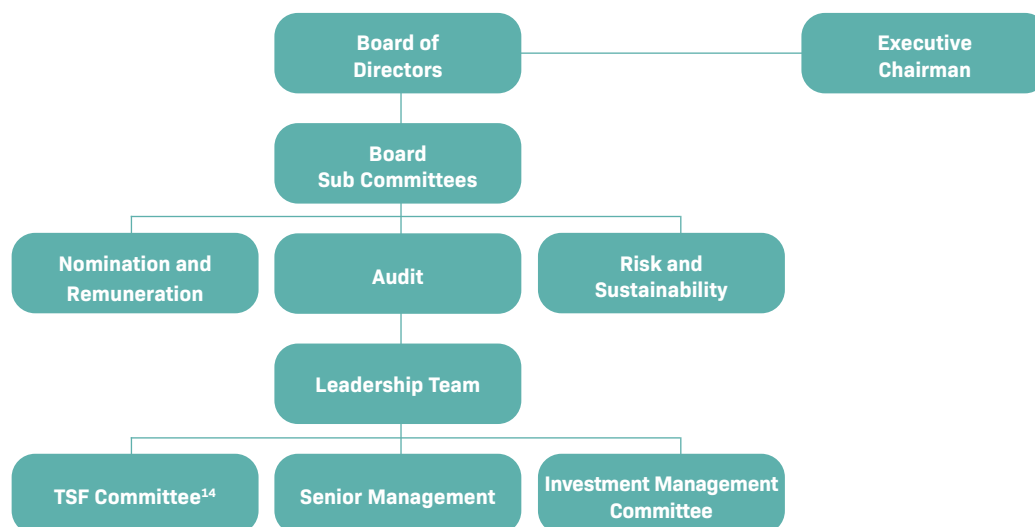 Board of
Directors
Executive
Chairman
Board
Sub Committees
Nomination and
Remuneration
Audit
Risk and
Sustainability
Leadership Team
TSF Committee¹⁴
Senior Management
Investment Management
Committee